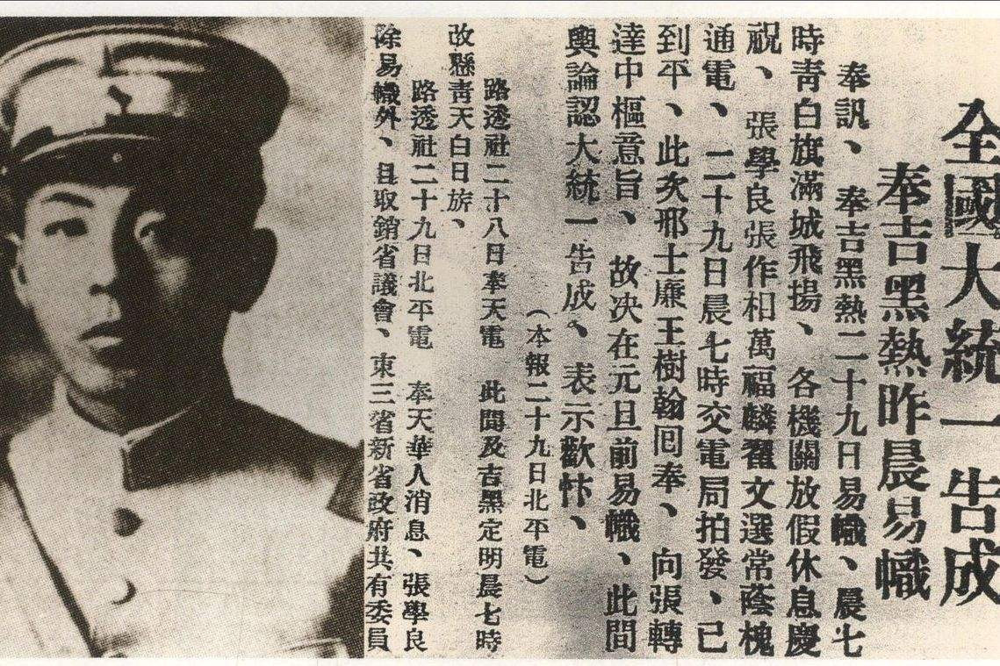 全國大統一告成
奉吉黑熱昨晨易幟
奉訊、奉吉黑熱二十九日易幟、晨七
時青白旗滿城飛揚、各機關放假休息慶
祝、張學良張作相萬福麟翟文選常蔭槐
通電、二十九日晨七時交電局拍發、已
到平、此次邢士廉王樹翰囘奉、向張轉
達中樞意旨、故决在元旦前易幟、此間
輿論認大統一告成、表示歡忭、
（本報二十九日北平電）
路透社二十八日奉天電　此間及吉黑定明晨七時
改懸靑天白日旂、
路透社二十九日北平電　奉天華人消息、張學良
除易幟外、且取銷省議會、東三省新省政府共有委員